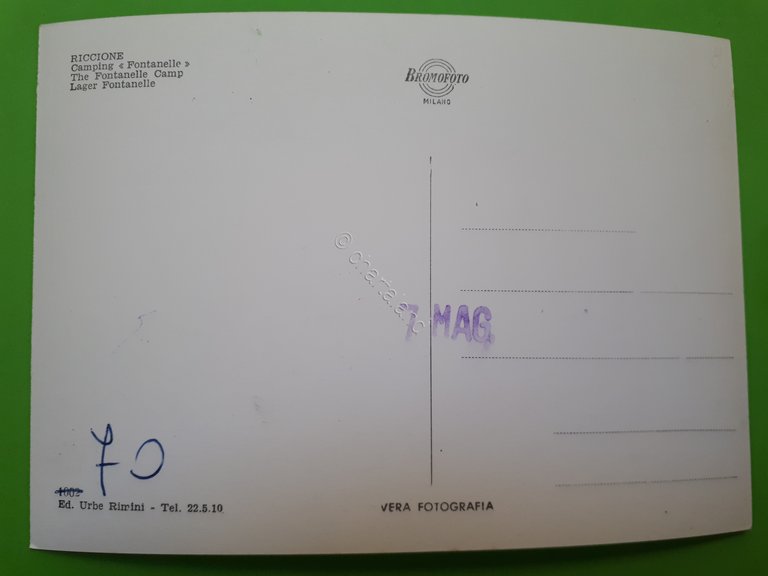 RICCIONE
Camping « Fontanelle »
The Fontanelle Camp
Lager Fontanelle
BROMOFOTO
MILANO
7 MAG
70
1002
Ed. Urbe Rimini - Tel. 22.5.10
VERA FOTOGRAFIA